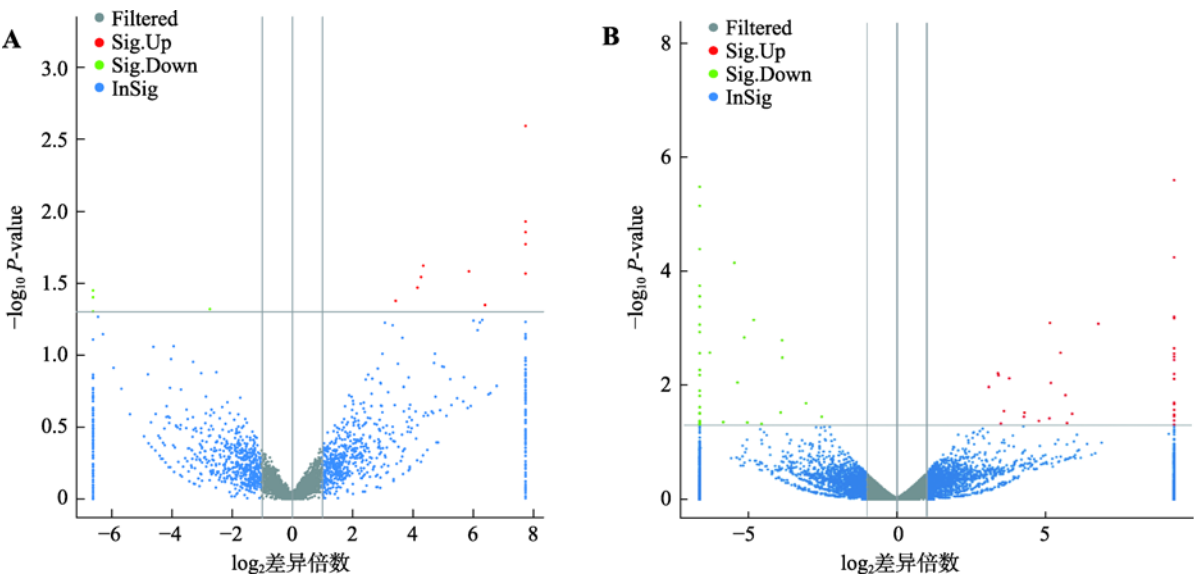 A
Filtered
Sig.Up
Sig.Down
InSig
3.0
2.5
2.0
1.5
1.0
0.5
0
−log₁₀ P-value
−6 −4 −2 0 2 4 6 8
log₂差异倍数
B
Filtered
Sig.Up
Sig.Down
InSig
8
6
4
2
0
−log₁₀ P-value
−5 0 5
log₂差异倍数